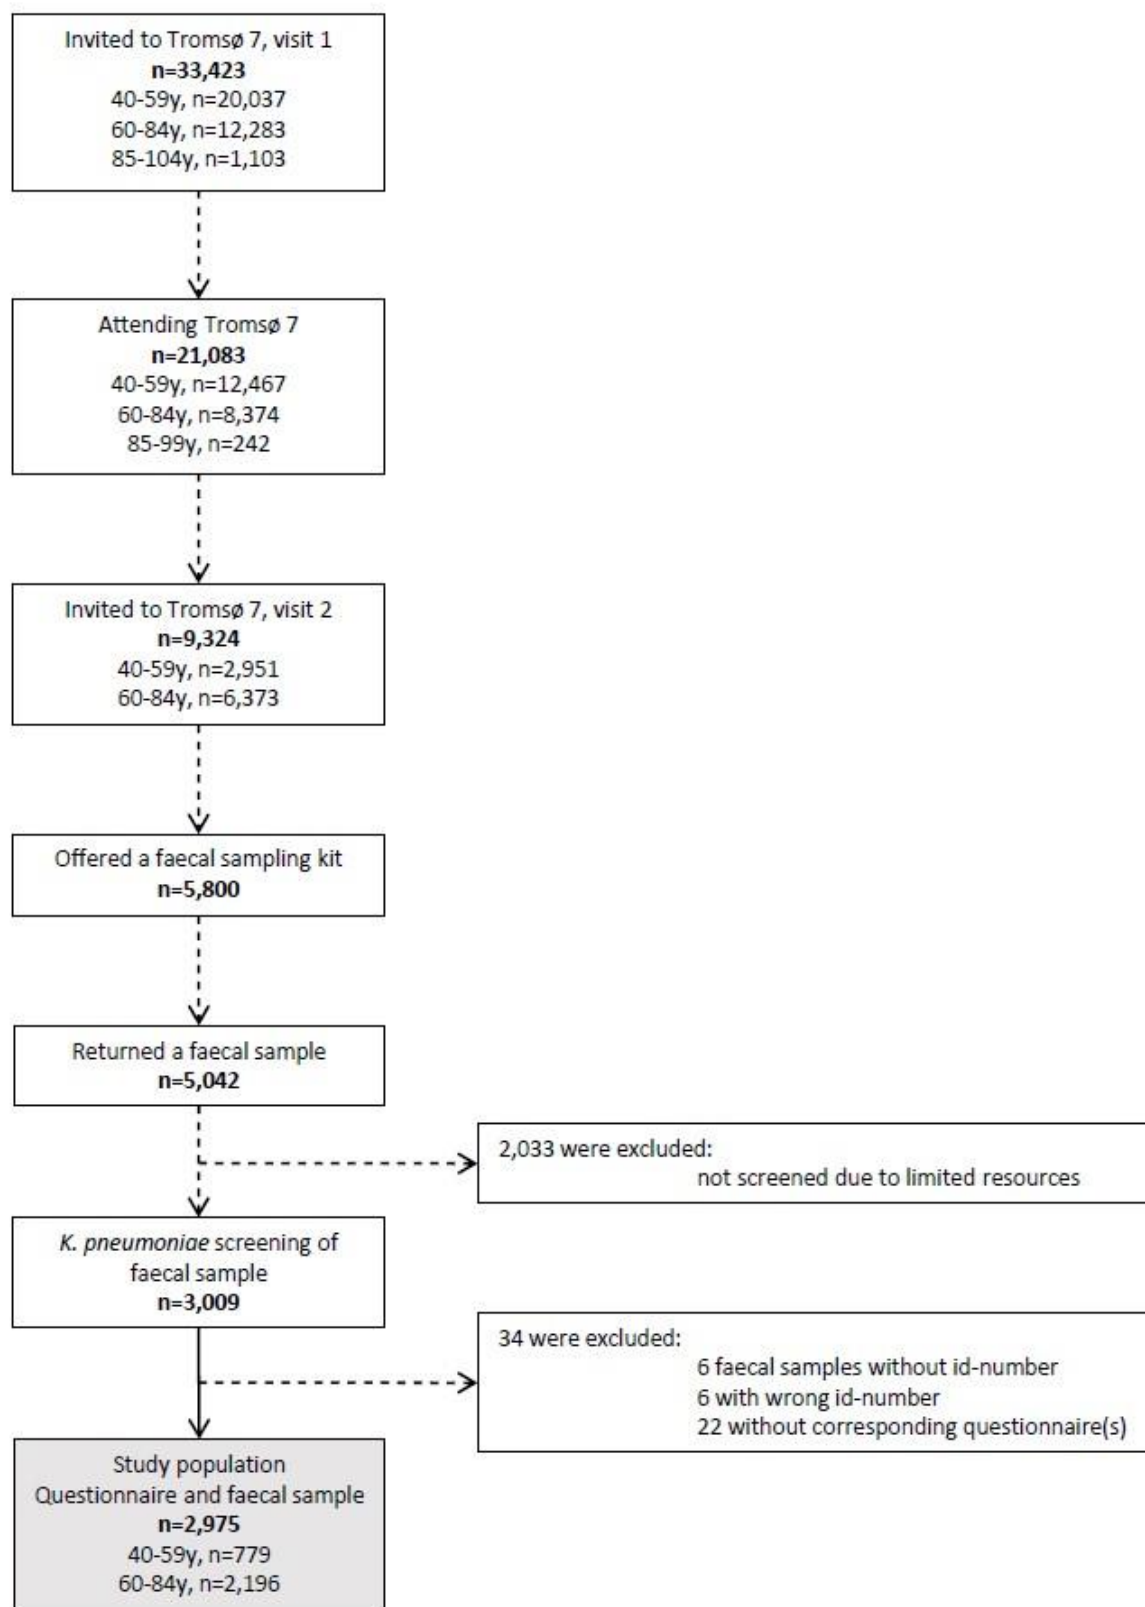 Invited to Tromsø 7, visit 1
n=33,423
40-59y, n=20,037
60-84y, n=12,283
85-104y, n=1,103
Attending Tromsø 7
n=21,083
40-59y, n=12,467
60-84y, n=8,374
85-99y, n=242
Invited to Tromsø 7, visit 2
n=9,324
40-59y, n=2,951
60-84y, n=6,373
Offered a faecal sampling kit
n=5,800
Returned a faecal sample
n=5,042
2,033 were excluded:
not screened due to limited resources
K. pneumoniae screening of
faecal sample
n=3,009
34 were excluded:
6 faecal samples without id-number
6 with wrong id-number
22 without corresponding questionnaire(s)
Study population
Questionnaire and faecal sample
n=2,975
40-59y, n=779
60-84y, n=2,196